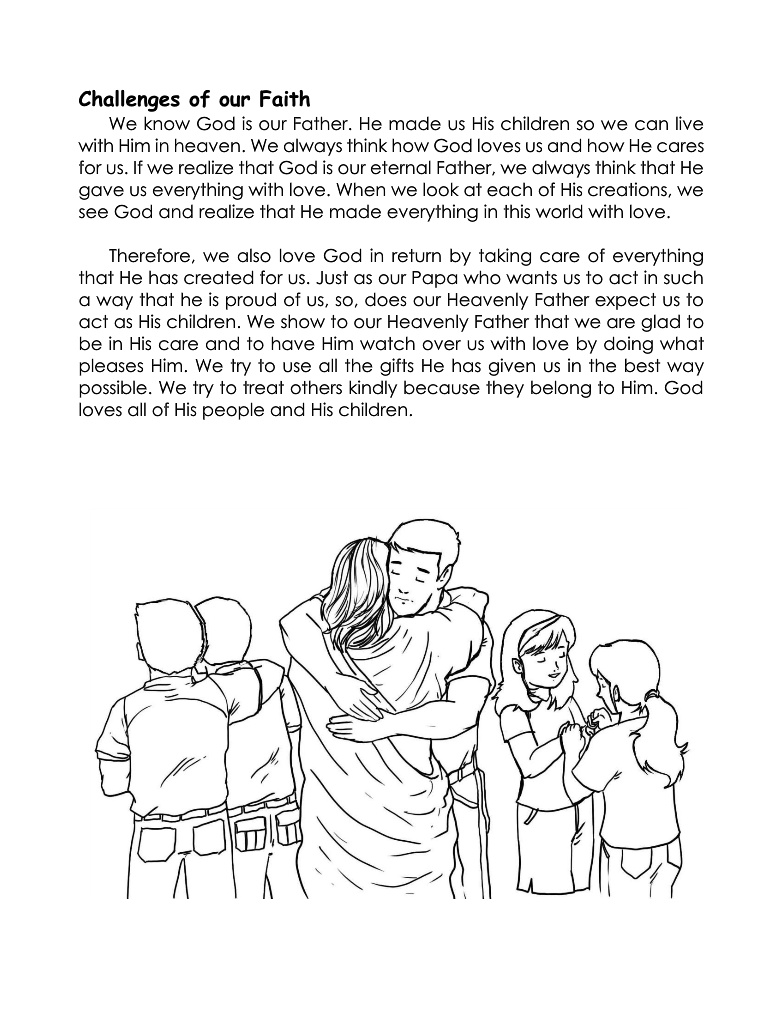 Challenges of our Faith
We know God is our Father. He made us His children so we can live
with Him in heaven. We always think how God loves us and how He cares
for us. If we realize that God is our eternal Father, we always think that He
gave us everything with love. When we look at each of His creations, we
see God and realize that He made everything in this world with love.
Therefore, we also love God in return by taking care of everything
that He has created for us. Just as our Papa who wants us to act in such
a way that he is proud of us, so, does our Heavenly Father expect us to
act as His children. We show to our Heavenly Father that we are glad to
be in His care and to have Him watch over us with love by doing what
pleases Him. We try to use all the gifts He has given us in the best way
possible. We try to treat others kindly because they belong to Him. God
loves all of His people and His children.